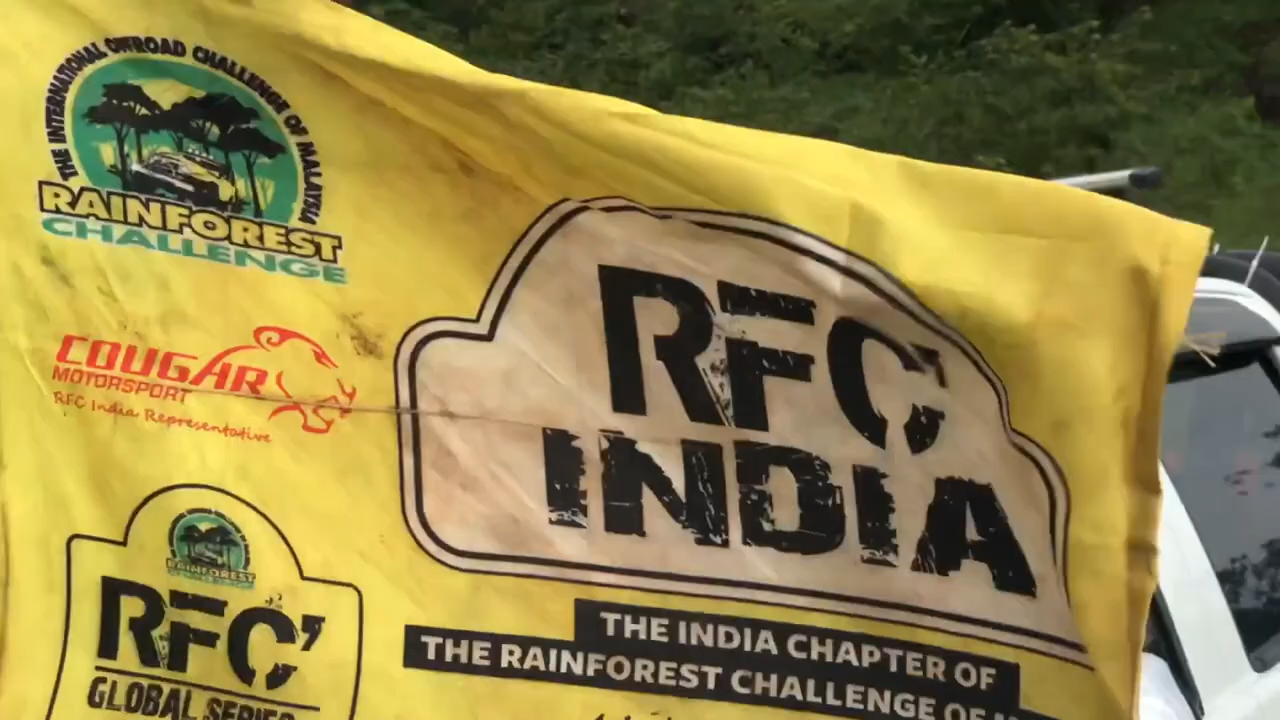 THE INTERNATIONAL OFFROAD CHALLENGE OF MALAYSIA
RAINFOREST
CHALLENGE
COUGAR
MOTORSPORT
RFC India Representative
RFC
INDIA
RAINFOREST
RFC'
GLOBAL SERIES
THE INDIA CHAPTER OF
THE RAINFOREST CHALLENGE OF